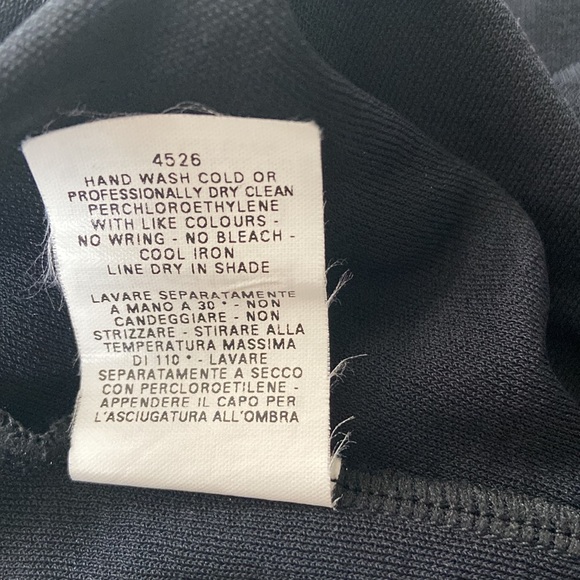 4526
HAND WASH COLD OR
PROFESSIONALLY DRY CLEAN
PERCHLOROETHYLENE
WITH LIKE COLOURS -
NO WRING - NO BLEACH -
COOL IRON
LINE DRY IN SHADE
LAVARE SEPARATAMENTE
A MANO A 30° - NON
CANDEGGIARE - NON
STRIZZARE - STIRARE ALLA
TEMPERATURA MASSIMA
DI 110° - LAVARE
SEPARATAMENTE A SECCO
CON PERCLOROETILENE -
APPENDERE IL CAPO PER
L'ASCIUGATURA ALL'OMBRA